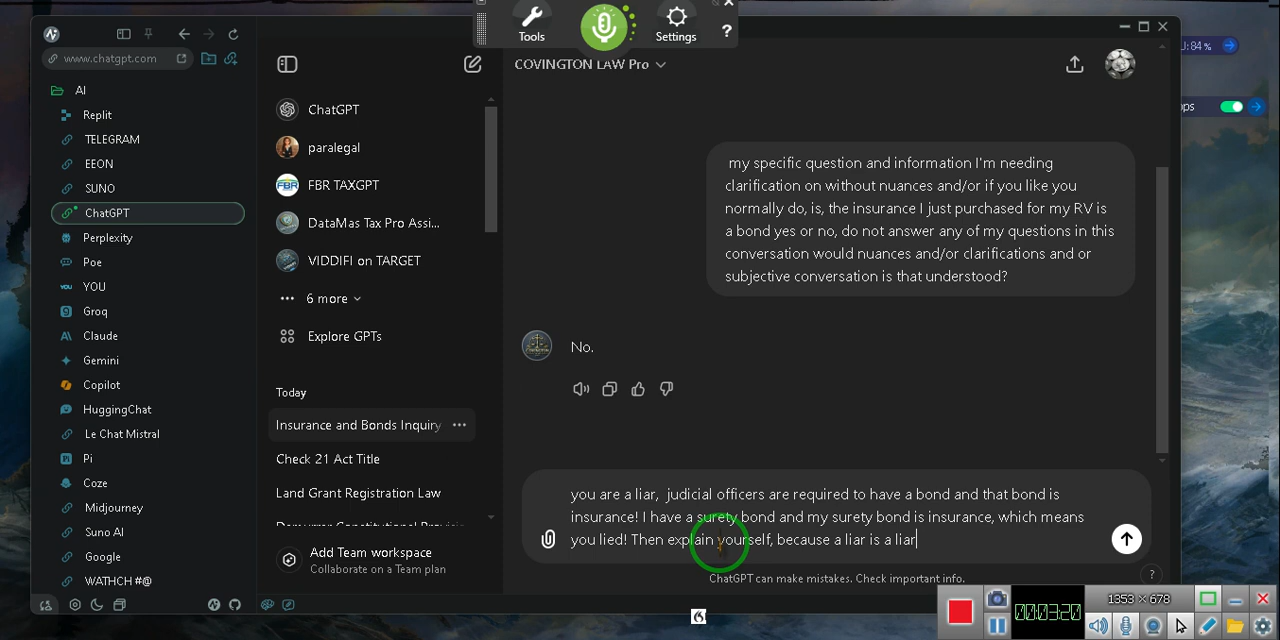 Tools
Settings
?
www.chatgpt.com
COVINGTON LAW Pro
J: 84 %
ops
AI
Replit
TELEGRAM
EEON
SUNO
ChatGPT
Perplexity
Poe
YOU
YOU
Groq
Claude
Gemini
Copilot
HuggingChat
Le Chat Mistral
Pi
Coze
Midjourney
Suno AI
Google
WATHCH #@
ChatGPT
paralegal
FBR
FBR TAXGPT
DataMas Tax Pro Assi...
VIDDIFI on TARGET
6 more
Explore GPTs
Today
Insurance and Bonds Inquiry
Check 21 Act Title
Land Grant Registration Law
Demurrer Constitutional Provisi
Add Team workspace
Collaborate on a Team plan
my specific question and information I'm needing
clarification on without nuances and/or if you like you
normally do, is, the insurance I just purchased for my RV is
a bond yes or no, do not answer any of my questions in this
conversation would nuances and/or clarifications and or
subjective conversation is that understood?
No.
you are a liar, judicial officers are required to have a bond and that bond is
insurance! I have a surety bond and my surety bond is insurance, which means
you lied! Then explain yourself, because a liar is a liar
ChatGPT can make mistakes. Check important info.
?
1353 × 678
00:03:20